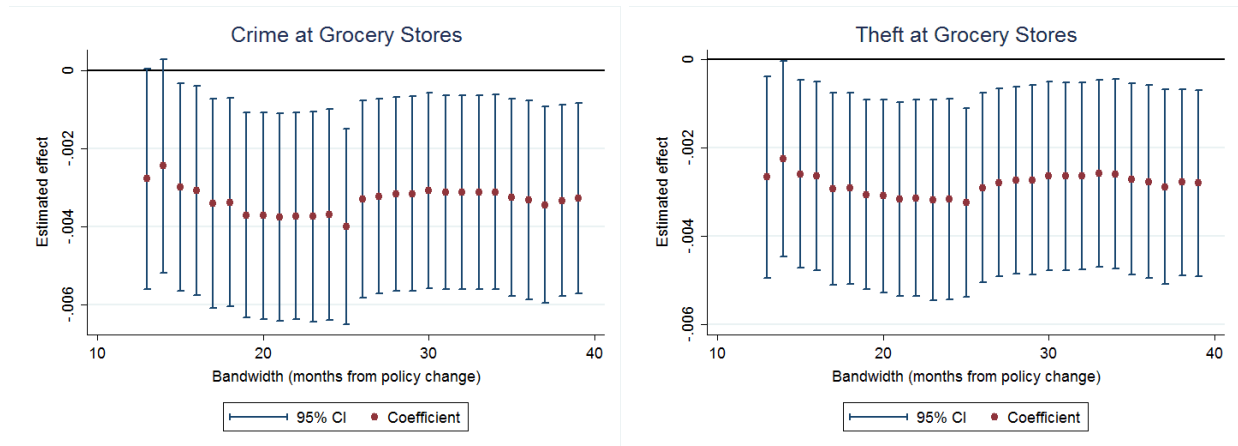 Crime at Grocery Stores
Estimated effect
0
-.002
-.004
-.006
10 20 30 40
Bandwidth (months from policy change)
95% CI Coefficient
Theft at Grocery Stores
Estimated effect
0
-.002
-.004
-.006
10 20 30 40
Bandwidth (months from policy change)
95% CI Coefficient